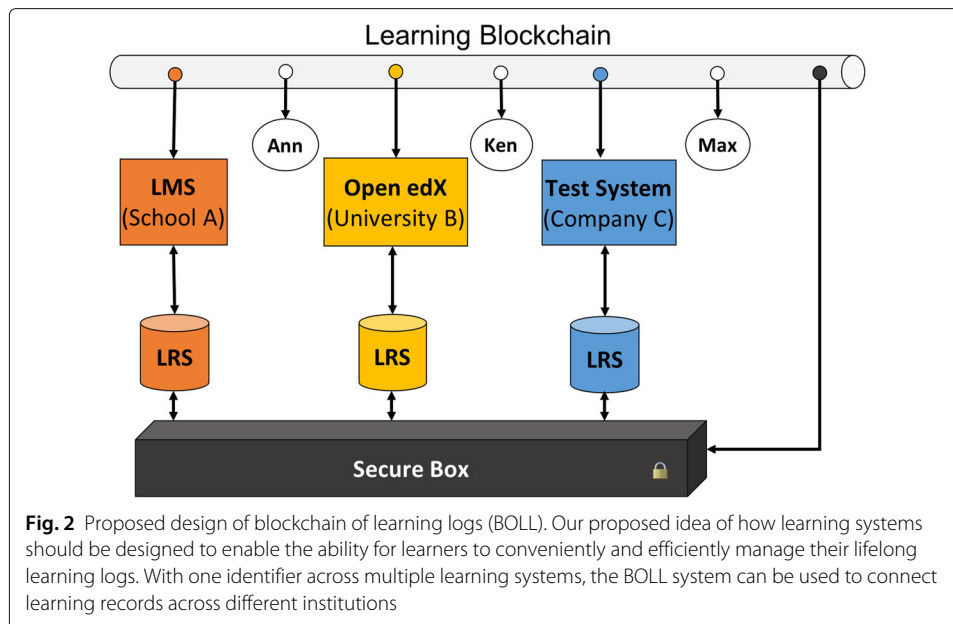 Learning Blockchain
Ann
Ken
Max
LMS
(School A)
Open edX
(University B)
Test System
(Company C)
LRS
LRS
LRS
Secure Box
Fig. 2 Proposed design of blockchain of learning logs (BOLL). Our proposed idea of how learning systems
should be designed to enable the ability for learners to conveniently and efficiently manage their lifelong
learning logs. With one identifier across multiple learning systems, the BOLL system can be used to connect
learning records across different institutions